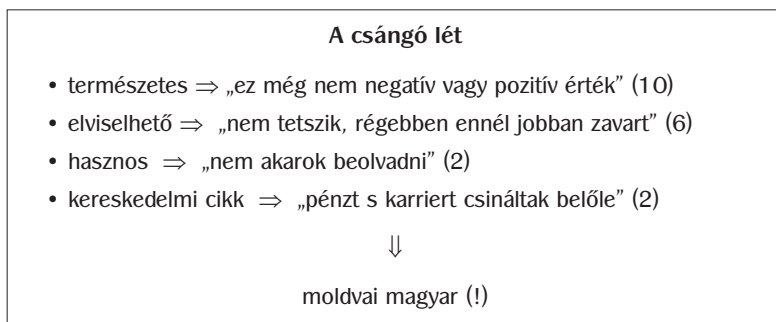 A csángó lét
• természetes ⇒ „ez még nem negatív vagy pozitív érték” (10)
• elviselhető ⇒ „nem tetszik, régebben ennél jobban zavart” (6)
• hasznos ⇒ „nem akarok beolvadni” (2)
• kereskedelmi cikk ⇒ „pénzt s karriert csináltak belőle” (2)
⇓
moldvai magyar (!)